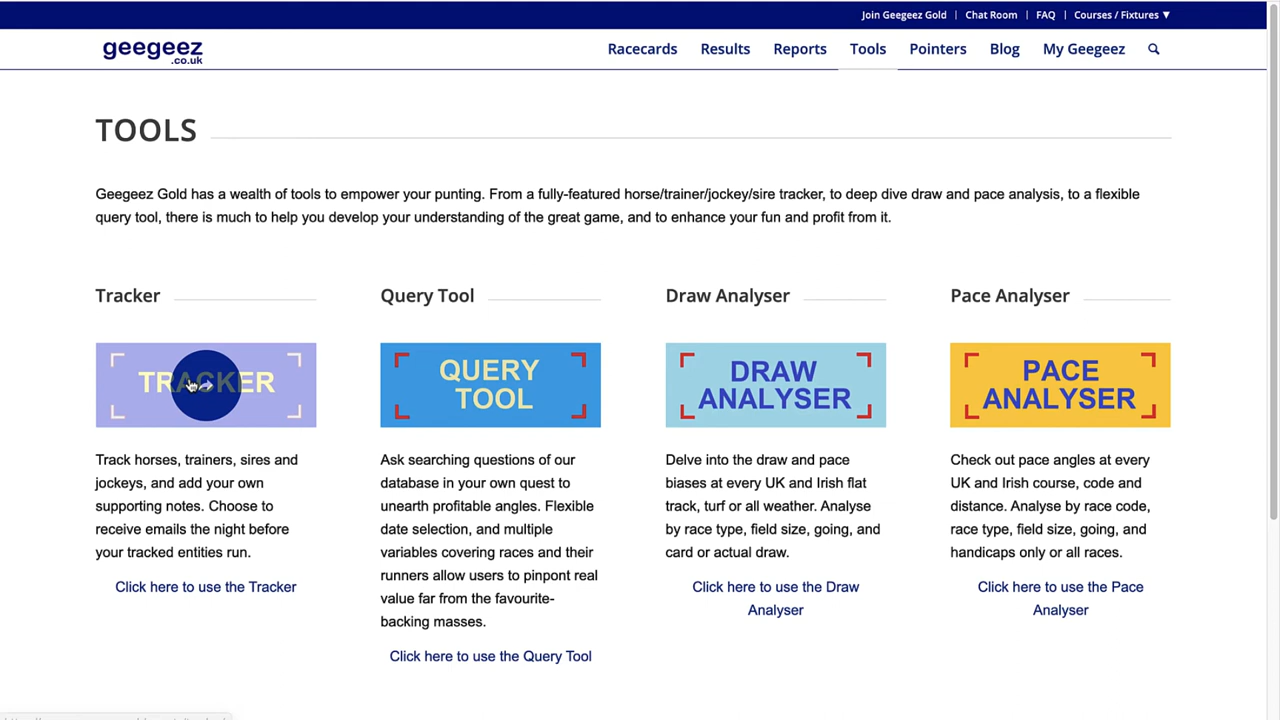 Join Geegeez Gold | Chat Room | FAQ | Courses / Fixtures ▼
geegeez
.co.uk
Racecards Results Reports Tools Pointers Blog My Geegeez
TOOLS
Geegeez Gold has a wealth of tools to empower your punting. From a fully-featured horse/trainer/jockey/sire tracker, to deep dive draw and pace analysis, to a flexible
query tool, there is much to help you develop your understanding of the great game, and to enhance your fun and profit from it.
Tracker
TRACKER
Track horses, trainers, sires and
jockeys, and add your own
supporting notes. Choose to
receive emails the night before
your tracked entities run.
Click here to use the Tracker
Query Tool
QUERY
TOOL
Ask searching questions of our
database in your own quest to
unearth profitable angles. Flexible
date selection, and multiple
variables covering races and their
runners allow users to pinpont real
value far from the favourite-
backing masses.
Click here to use the Query Tool
Draw Analyser
DRAW
ANALYSER
Delve into the draw and pace
biases at every UK and Irish flat
track, turf or all weather. Analyse
by race type, field size, going, and
card or actual draw.
Click here to use the Draw
Analyser
Pace Analyser
PACE
ANALYSER
Check out pace angles at every
UK and Irish course, code and
distance. Analyse by race code,
race type, field size, going, and
handicaps only or all races.
Click here to use the Pace
Analyser